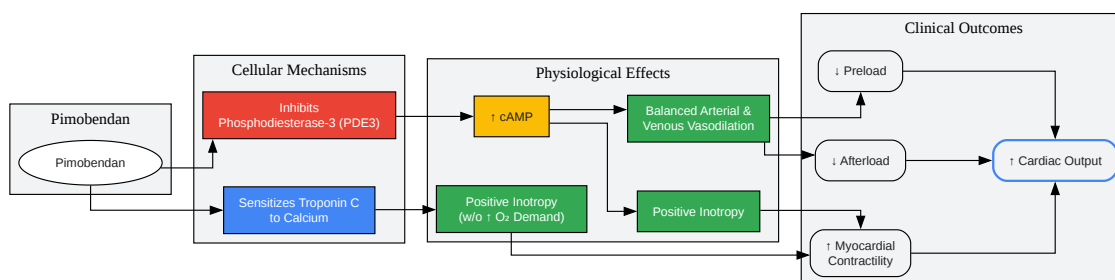 Pimobendan
Pimobendan
Cellular Mechanisms
Inhibits
Phosphodiesterase-3 (PDE3)
Sensitizes Troponin C
to Calcium
Physiological Effects
↑ cAMP
Balanced Arterial &
Venous Vasodilation
Positive Inotropy
(w/o ↑ O₂ Demand)
Positive Inotropy
Clinical Outcomes
↓ Preload
↓ Afterload
↑ Myocardial
Contractility
↑ Cardiac Output